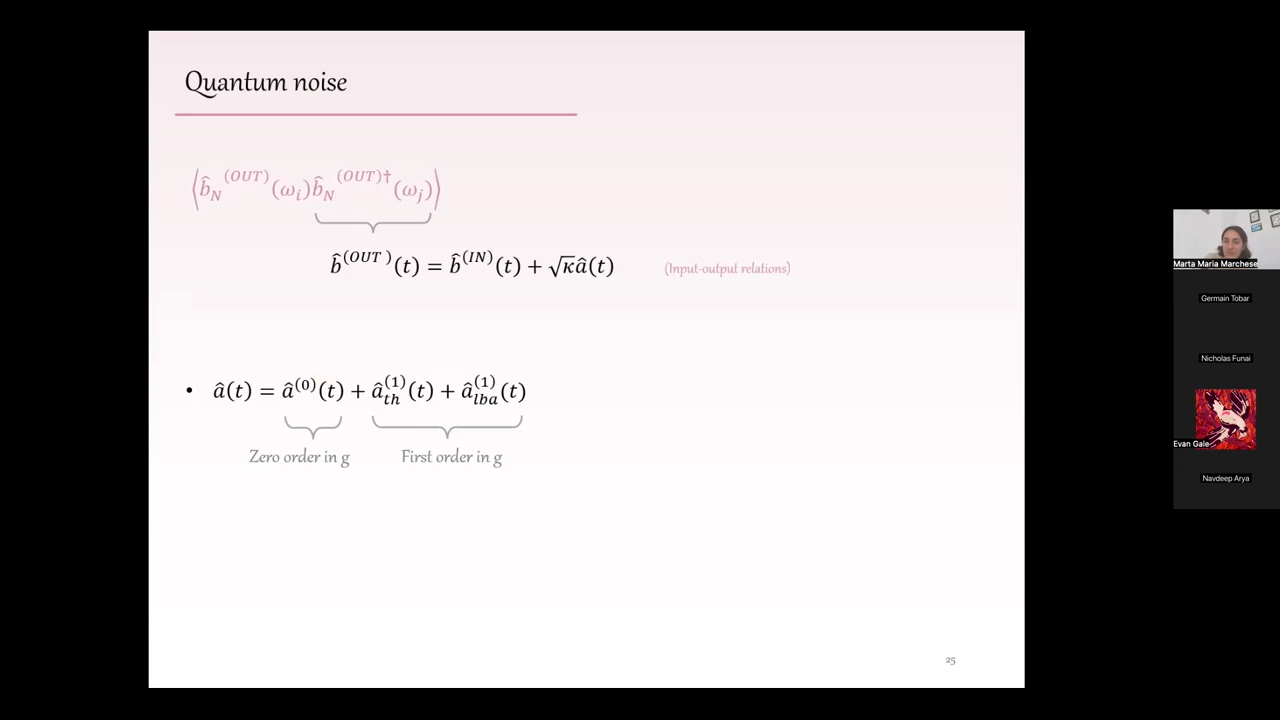 Quantum noise
⟨b̂_N^(OUT)(ω_i) b̂_N^(OUT)†(ω_j)⟩
b̂^(OUT)(t) = b̂^(IN)(t) + √κ â(t) (Input-output relations)
• â(t) = â^(0)(t) + â_th^(1)(t) + â_lba^(1)(t)
Zero order in g First order in g
25
Marta Maria Marchese
Germain Tobar
Nicholas Funai
Evan Gale
Navdeep Arya